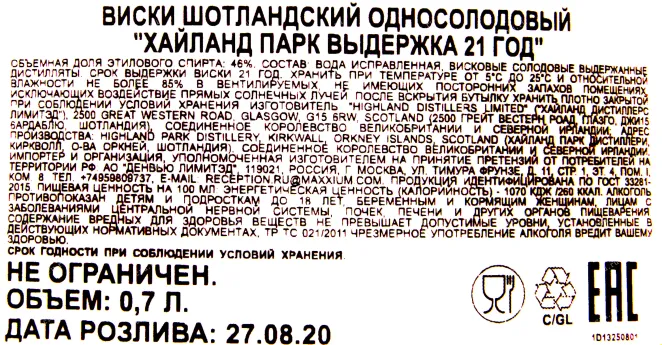 ВИСКИ ШОТЛАНДСКИЙ ОДНОСОЛОДОВЫЙ
"ХАЙЛАНД ПАРК ВЫДЕРЖКА 21 ГОД"
ОБЪЕМНАЯ ДОЛЯ ЭТИЛОВОГО СПИРТА: 46%. СОСТАВ: ВОДА ИСПРАВЛЕННАЯ, ВИСКОВЫЕ СОЛОДОВЫЕ ВЫДЕРЖАННЫЕ
ДИСТИЛЛЯТЫ. СРОК ВЫДЕРЖКИ ВИСКИ 21 ГОД. ХРАНИТЬ ПРИ ТЕМПЕРАТУРЕ ОТ 5°С ДО 25°С И ОТНОСИТЕЛЬНОЙ
ВЛАЖНОСТИ НЕ БОЛЕЕ 85% В ВЕНТИЛИРУЕМЫХ, НЕ ИМЕЮЩИХ ПОСТОРОННИХ ЗАПАХОВ ПОМЕЩЕНИЯХ,
ИСКЛЮЧАЮЩИХ ВОЗДЕЙСТВИЕ ПРЯМЫХ СОЛНЕЧНЫХ ЛУЧЕЙ ПОСЛЕ ВСКРЫТИЯ БУТЫЛКУ ХРАНИТЬ ПЛОТНО ЗАКРЫТОЙ
ПРИ СОБЛЮДЕНИИ УСЛОВИЙ ХРАНЕНИЯ ИЗГОТОВИТЕЛЬ "HIGHLAND DISTILLERS LIMITED" (ХАЙЛАНД ДИСТИЛЛЕРС
ЛИМИТЭД"), 2500 GREAT WESTERN ROAD, GLASGOW, G15 6RW, SCOTLAND (2500 ГРЕЙТ ВЕСТЕРН РОАД, ГЛАЗГО,
БАРДАБЛЮ, ШОТЛАНДИЯ), СОЕДИНЕННОЕ КОРОЛЕВСТВО ВЕЛИКОБРИТАНИИ И СЕВЕРНОЙ ИРЛАНДИИ; АДРЕС
ПРОИЗВОДСТВА: HIGHLAND PARK DISTILLERY, KIRKWALL, ORKNEY ISLANDS, SCOTLAND (ХАЙЛАНД ПАРК ДИСТИЛЛЕРИ,
КИРКВОЛЛ, О-ВА ОРКНЕЙ, ШОТЛАНДИЯ), СОЕДИНЕННОЕ КОРОЛЕВСТВО ВЕЛИКОБРИТАНИИ И СЕВЕРНОЙ ИРЛАНДИИ.
ИМПОРТЕР И ОРГАНИЗАЦИЯ, УПОЛНОМОЧЕННАЯ ИЗГОТОВИТЕЛЕМ НА ПРИНЯТИЕ ПРЕТЕНЗИЙ ОТ ПОТРЕБИТЕЛЕЙ НА
ТЕРРИТОРИИ РФ АО "ДЕНВЬЮ ЛИМИТЭД", 119021, РОССИЯ, Г. МОСКВА, УЛ. ТИМУРА ФРУНЗЕ, Д. 11, СТР. 1, ЭТ. 4, ПОМ. I,
КОМ 8 ТЕЛ. +74959809737, E-MAIL: RECEPTION.RU@MAXXIUM.COM. ПРОДУКЦИЯ ИДЕНТИФИЦИРОВАНА ПО ГОСТ 33281-
2015 ПИЩЕВАЯ ЦЕННОСТЬ НА 100 МЛ: ЭНЕРГЕТИЧЕСКАЯ ЦЕННОСТЬ (КАЛОРИЙНОСТЬ) - 1070 КДЖ /260 ККАЛ. АЛКОГОЛЬ
ПРОТИВОПОКАЗАН ДЕТЯМ И ПОДРОСТКАМ ДО 18 ЛЕТ, БЕРЕМЕННЫМ И КОРМЯЩИМ ЖЕНЩИНАМ, ЛИЦАМ С
ЗАБОЛЕВАНИЯМИ ЦЕНТРАЛЬНОЙ НЕРВНОЙ СИСТЕМЫ, ПОЧЕК, ПЕЧЕНИ И ДРУГИХ ОРГАНОВ ПИЩЕВАРЕНИЯ
СОДЕРЖАНИЕ ВРЕДНЫХ ДЛЯ ЗДОРОВЬЯ ВЕЩЕСТВ НЕ ПРЕВЫШАЕТ ДОПУСТИМЫЕ УРОВНИ, УСТАНОВЛЕННЫЕ В
ДЕЙСТВУЮЩИХ НОРМАТИВНЫХ ДОКУМЕНТАХ, ТР ТС 021/2011 ЧРЕЗМЕРНОЕ УПОТРЕБЛЕНИЕ АЛКОГОЛЯ ВРЕДИТ ВАШЕМУ
ЗДОРОВЬЮ.
СРОК ГОДНОСТИ ПРИ СОБЛЮДЕНИИ УСЛОВИЙ ХРАНЕНИЯ
НЕ ОГРАНИЧЕН.
ОБЪЕМ: 0,7 Л.
ДАТА РОЗЛИВА: 27.08.20
C/GL
EAC
1D13250801